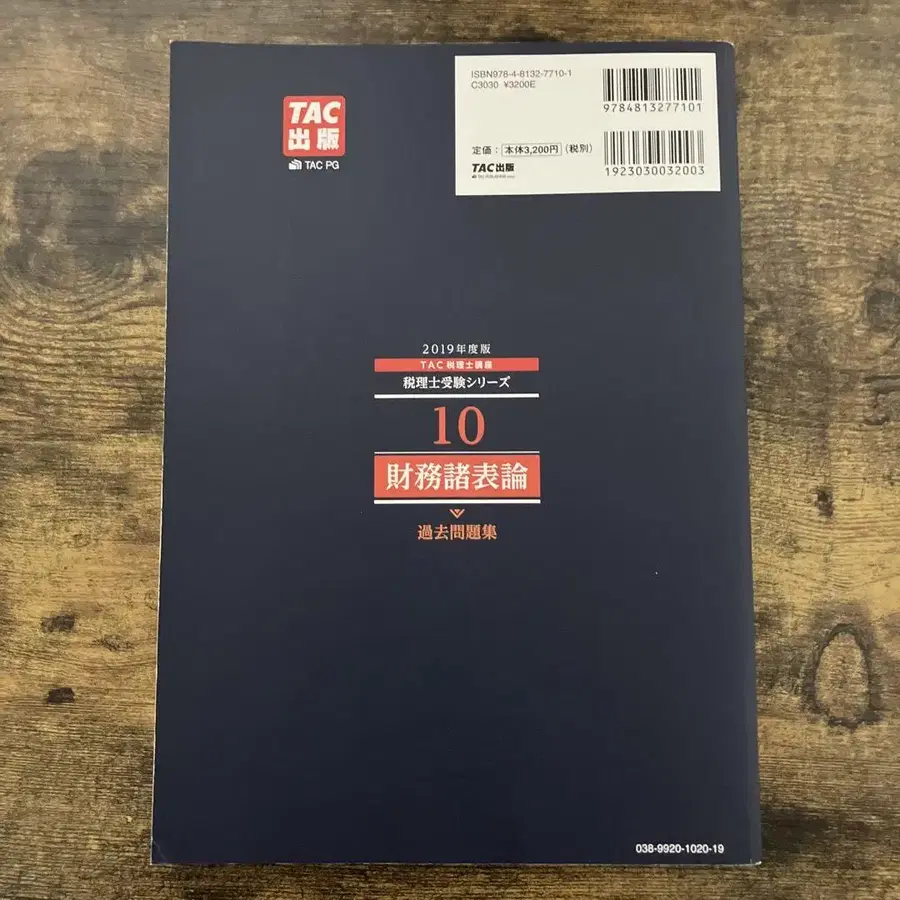 TAC
出版
TAC PG
ISBN978-4-8132-7710-1
C3030 ¥3200E
9784813277101
定価：本体3,200円（税別）
TAC出版
1923030032003
2019年度版
TAC 税理士講座
税理士受験シリーズ
10
財務諸表論
過去問題集
038-9920-1020-19